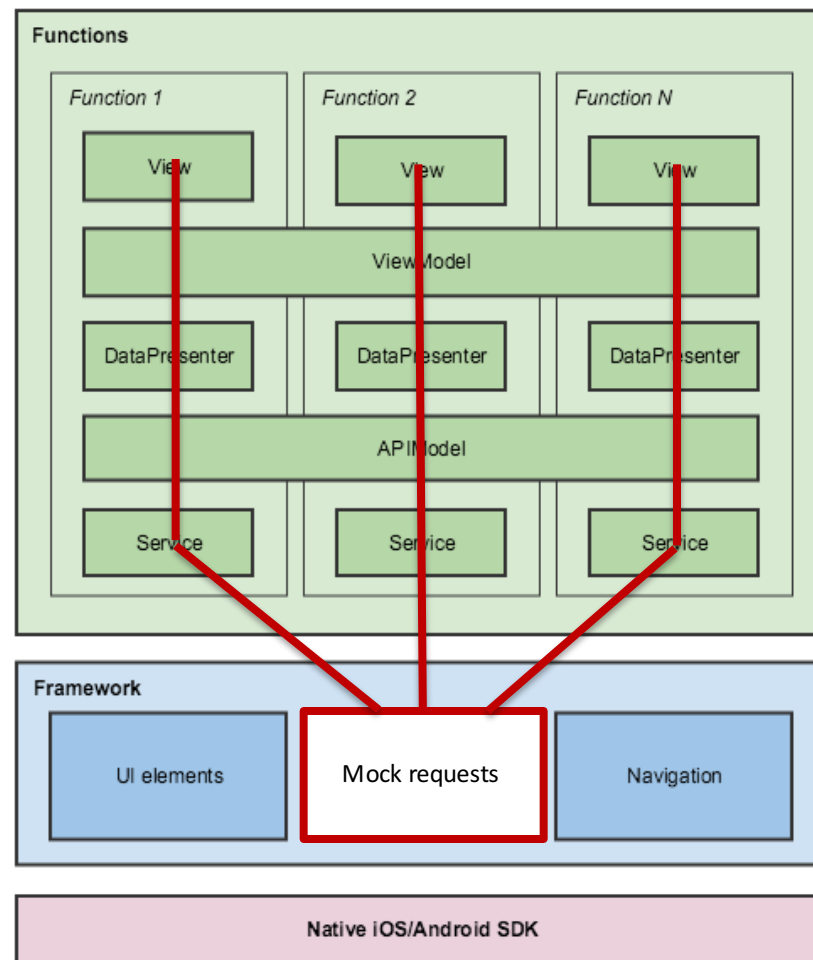 Functions
Function 1
Function 2
Function N
View
View
View
ViewModel
DataPresenter
DataPresenter
DataPresenter
APIModel
Service
Service
Service
Framework
UI elements
Mock requests
Navigation
Native iOS/Android SDK